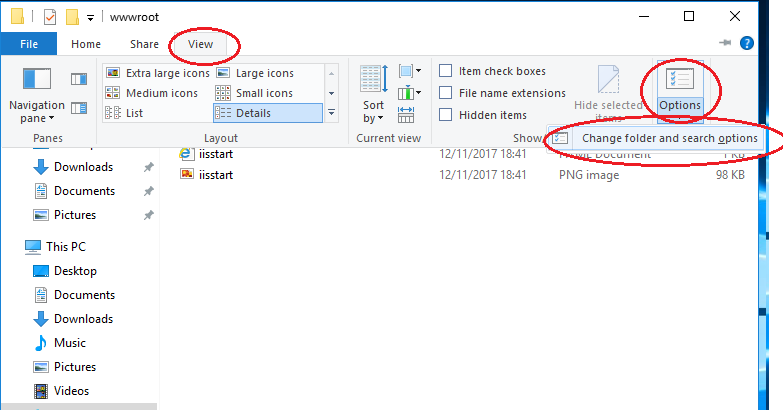 wwwroot
File Home Share View
Navigation pane
Panes
Extra large icons Large icons
Medium icons Small icons
List Details
Layout
Sort by
Current view
Item check boxes
File name extensions
Hidden items
Hide selected items
Show
Options
Change folder and search options
Downloads
Documents
Pictures
This PC
Desktop
Documents
Downloads
Music
Pictures
Videos
iisstart 12/11/2017 18:41 Document 1 KB
iisstart 12/11/2017 18:41 PNG image 98 KB